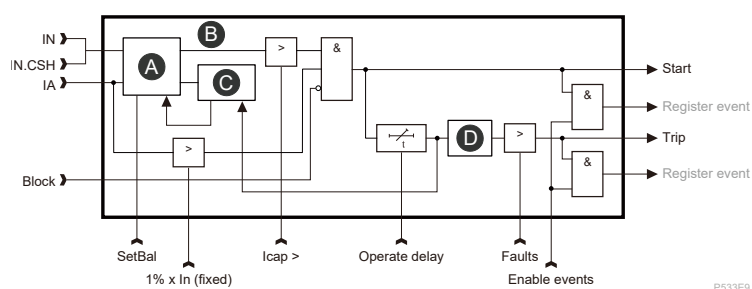 IN
IN.CSH
IA
Block
A
B
C
D
>
>
>
&
&
&
t
Start
Register event
Trip
Register event
SetBal
1% x In (fixed)
Icap >
Operate delay
Faults
Enable events